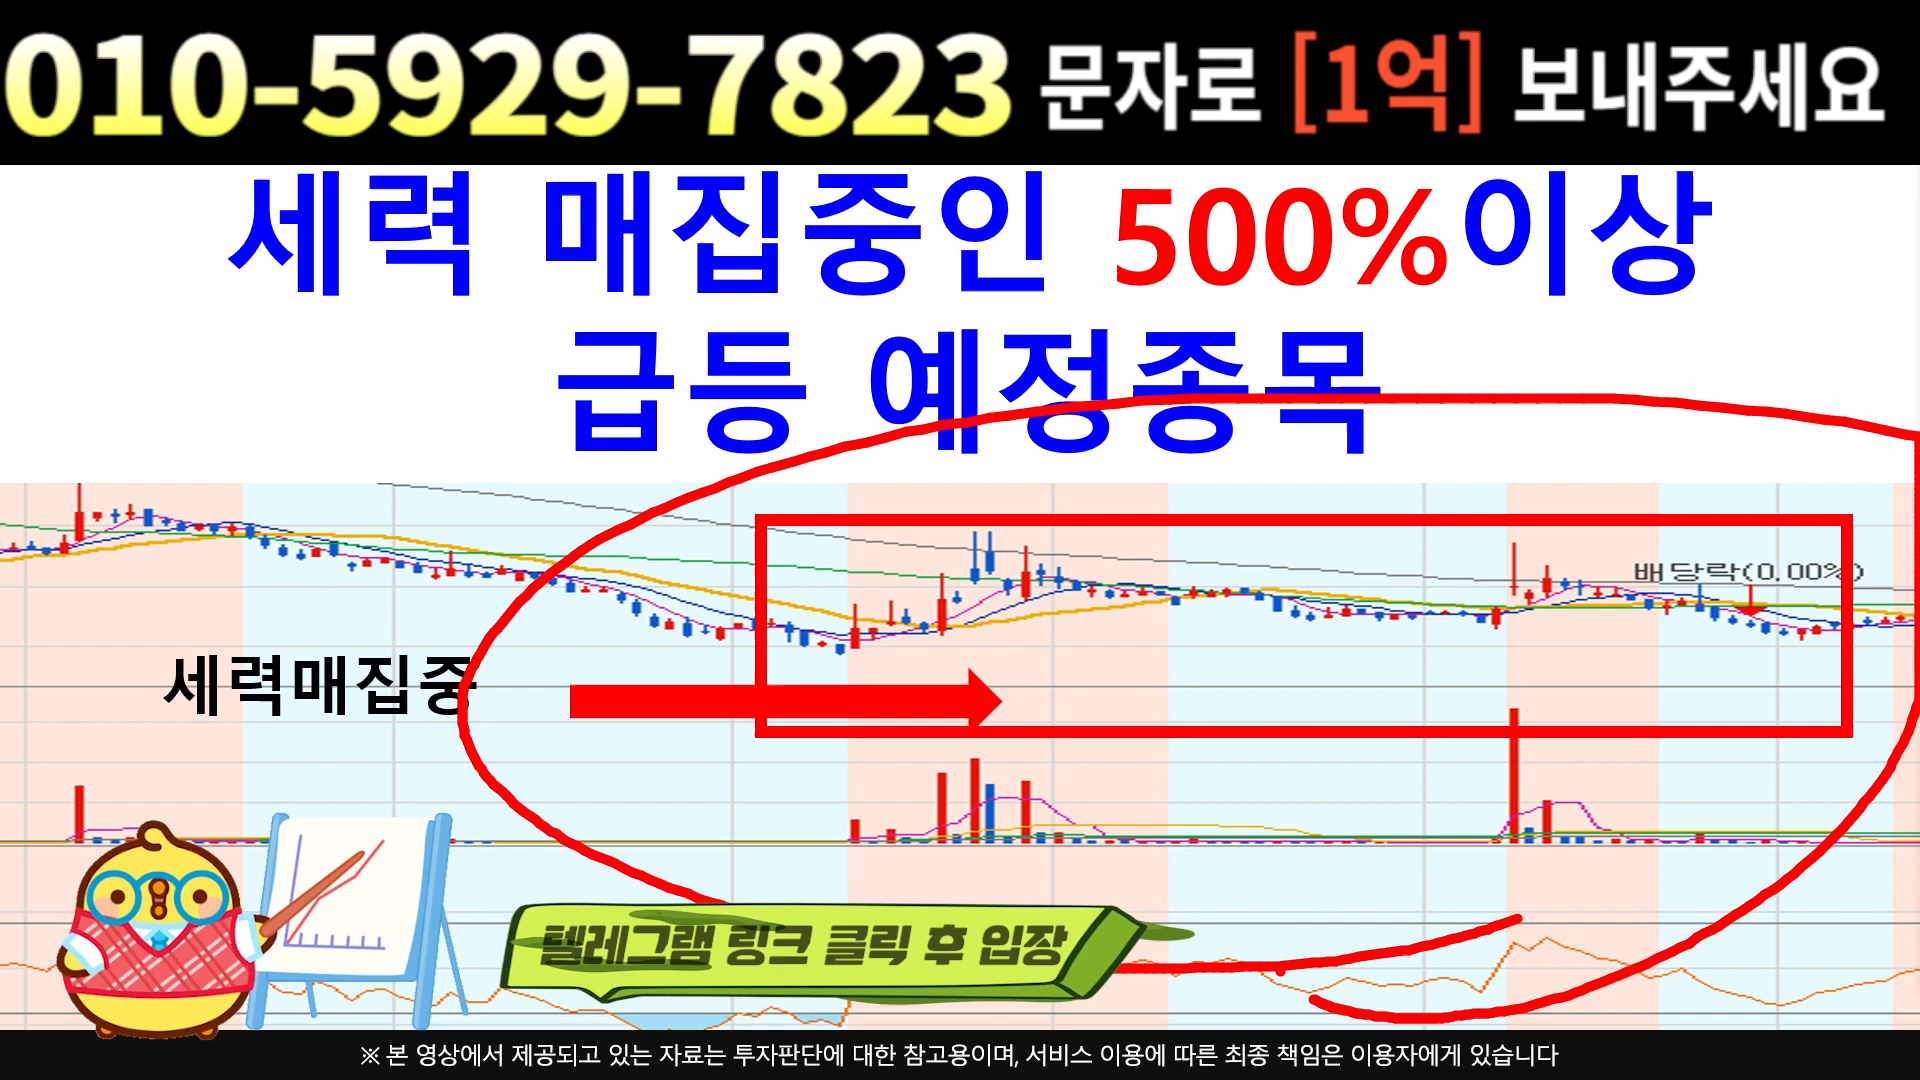 010-5929-7823 문자로 [1억] 보내주세요
세력 매집중인 500%이상
급등 예정종목
배당락(0.00%)
세력매집중
텔레그램 링크 클릭 후 입장
※ 본 영상에서 제공되고 있는 자료는 투자판단에 대한 참고용이며, 서비스 이용에 따른 최종 책임은 이용자에게 있습니다